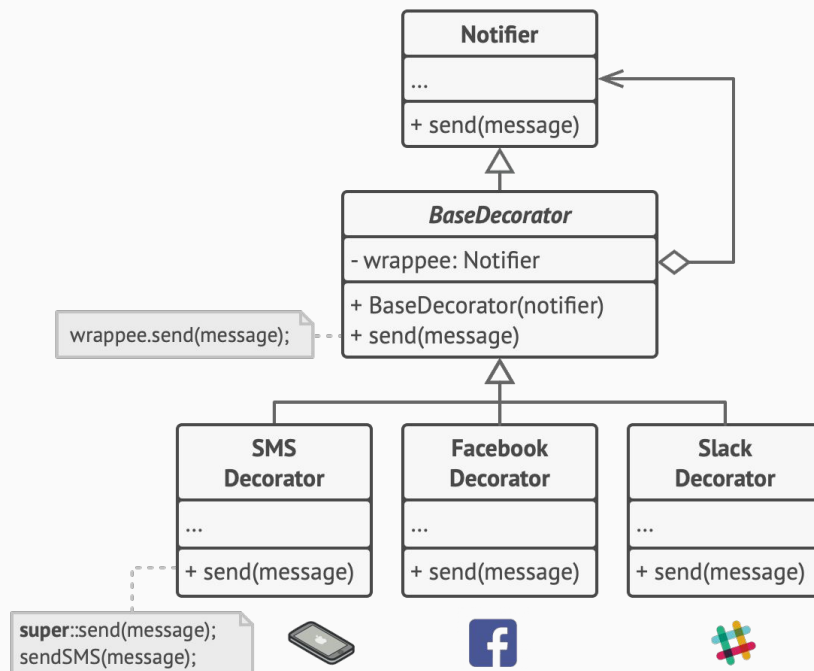 Notifier
...
+ send(message)
BaseDecorator
- wrappee: Notifier
+ BaseDecorator(notifier)
+ send(message)
wrappee.send(message);
SMS
Decorator
...
+ send(message)
Facebook
Decorator
...
+ send(message)
Slack
Decorator
...
+ send(message)
super::send(message);
sendSMS(message);